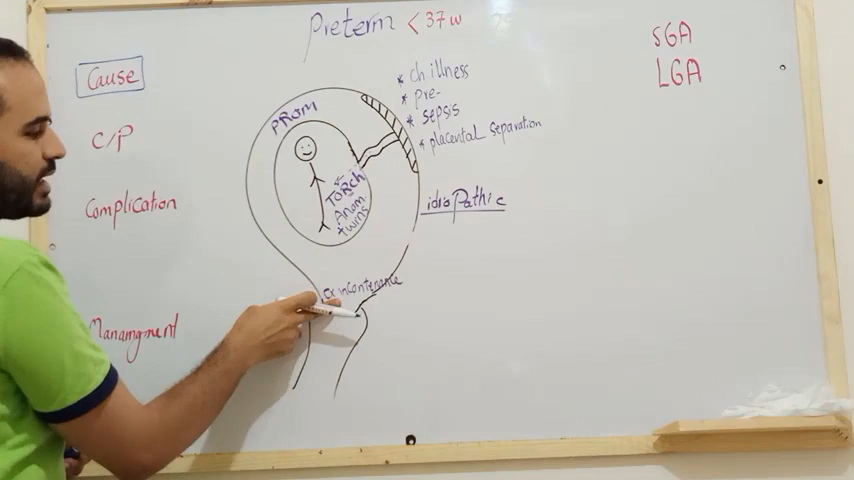 Preterm < 37 w
SGA
LGA
Cause
C/P
Complication
Manamgment
PROM
TORCH
Anom.
twins
* ch illness
* pre-
* sepsis
* placental separation
idioPathic
Cx incontenance